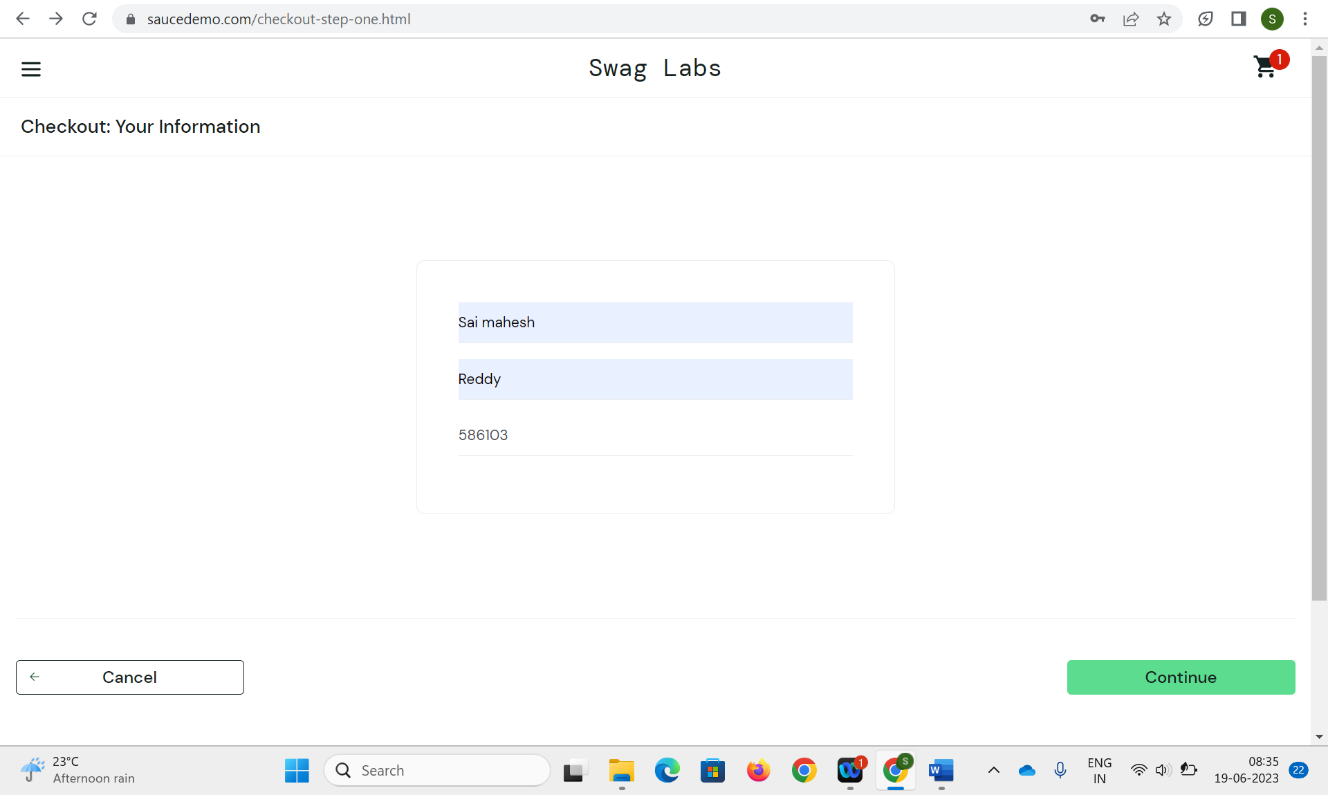 saucedemo.com/checkout-step-one.html
S
Swag Labs
1
Checkout: Your Information
Sai mahesh
Reddy
586103
Cancel
Continue
23°C
Afternoon rain
Search
1
S
W
ENG
IN
08:35
19-06-2023
22